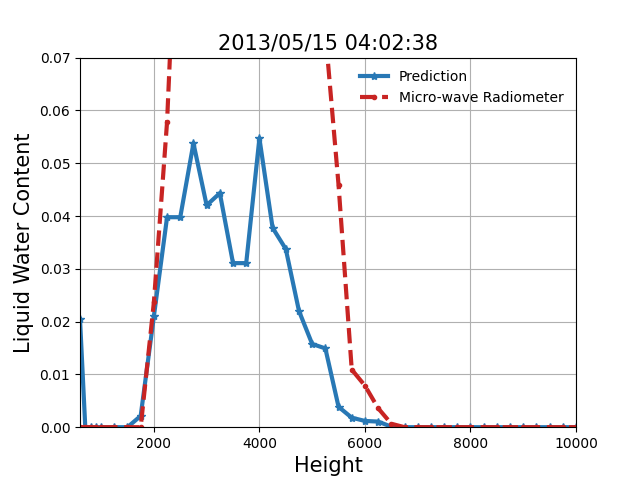 2013/05/15 04:02:38
0.07
0.06
0.05
0.04
0.03
0.02
0.01
0.00
Liquid Water Content
Prediction
Micro-wave Radiometer
2000 4000 6000 8000 10000
Height